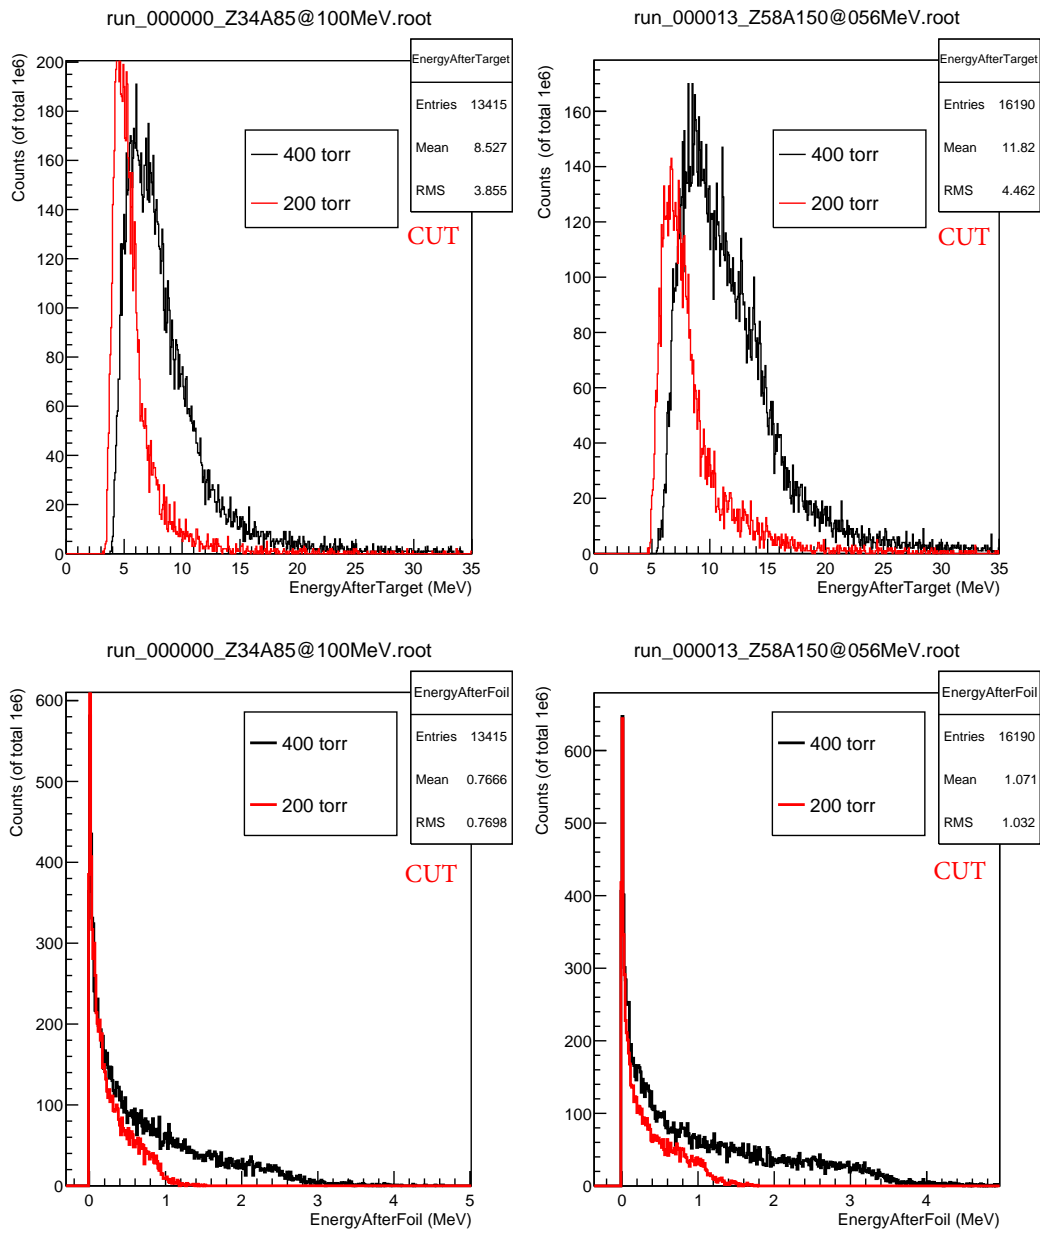 run_000000_Z34A85@100MeV.root
EnergyAfterTarget
Entries 13415
Mean 8.527
RMS 3.855
400 torr
200 torr
CUT
Counts (of total 1e6)
200
180
160
140
120
100
80
60
40
20
0
0 5 10 15 20 25 30 35
EnergyAfterTarget (MeV)
run_000013_Z58A150@056MeV.root
EnergyAfterTarget
Entries 16190
Mean 11.82
RMS 4.462
400 torr
200 torr
CUT
Counts (of total 1e6)
160
140
120
100
80
60
40
20
0
0 5 10 15 20 25 30 35
EnergyAfterTarget (MeV)
run_000000_Z34A85@100MeV.root
EnergyAfterFoil
Entries 13415
Mean 0.7666
RMS 0.7698
400 torr
200 torr
CUT
Counts (of total 1e6)
600
500
400
300
200
100
0
0 1 2 3 4 5
EnergyAfterFoil (MeV)
run_000013_Z58A150@056MeV.root
EnergyAfterFoil
Entries 16190
Mean 1.071
RMS 1.032
400 torr
200 torr
CUT
Counts (of total 1e6)
600
500
400
300
200
100
0
0 1 2 3 4
EnergyAfterFoil (MeV)